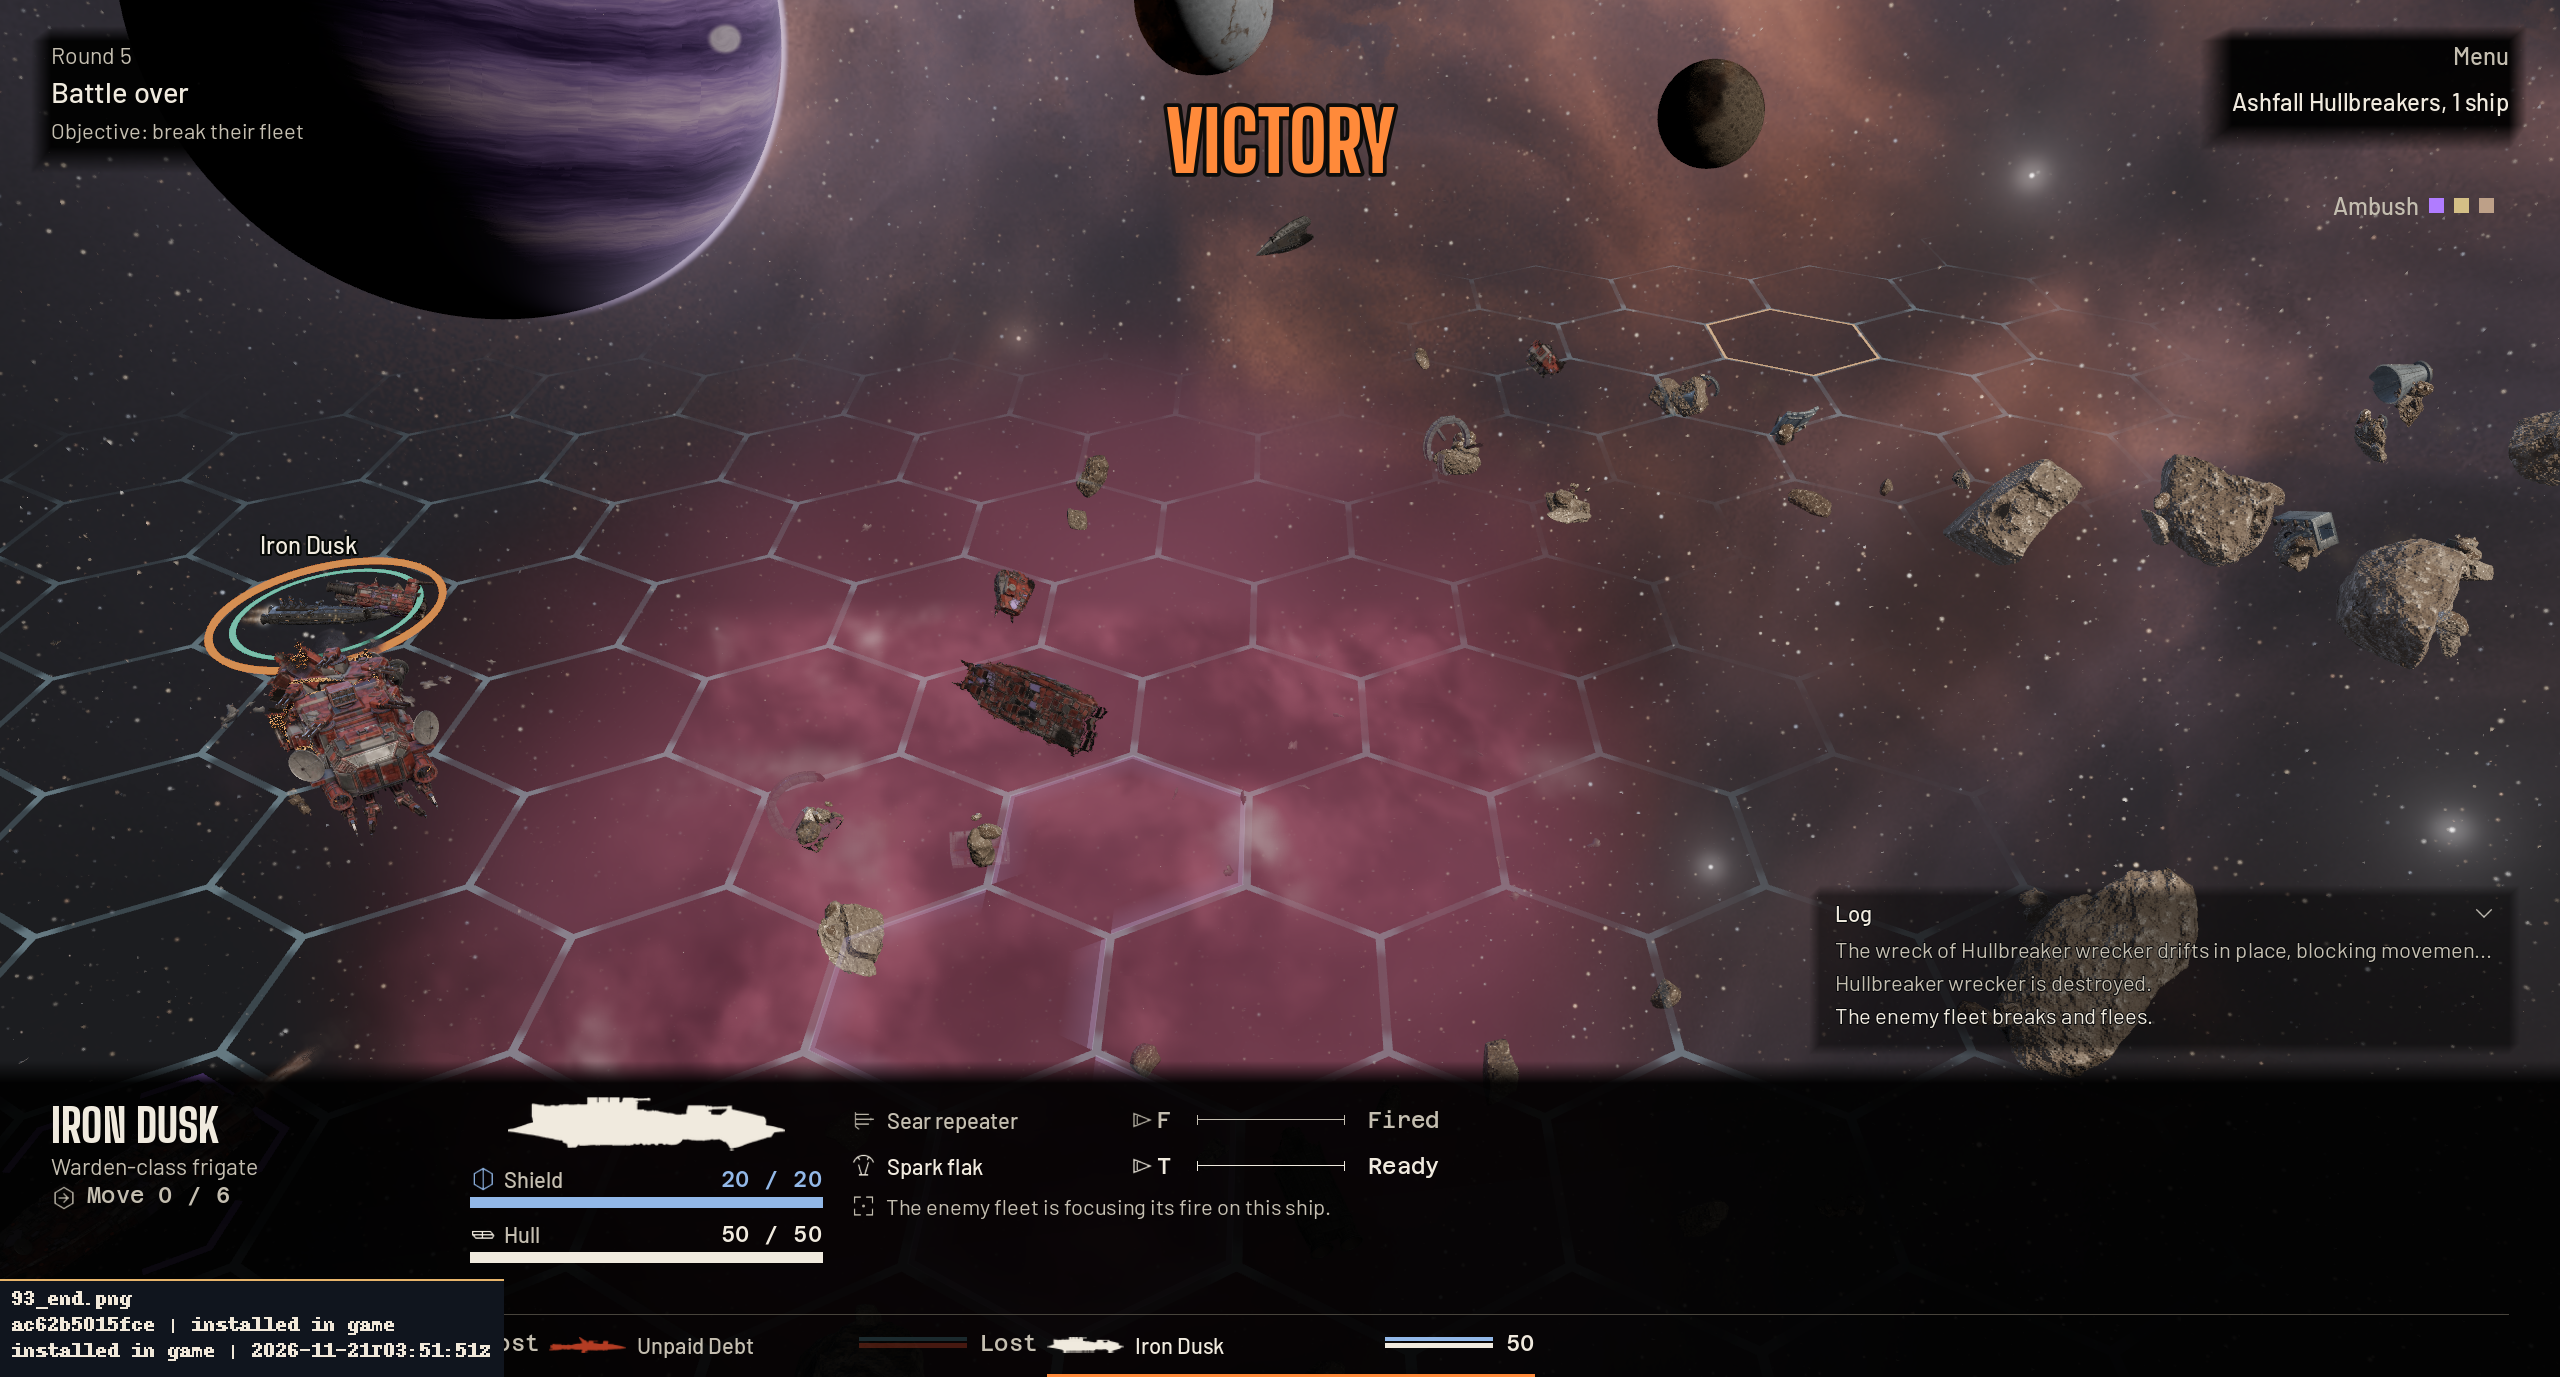 Round 5
Battle over
Objective: break their fleet
VICTORY
Menu
Ashfall Hullbreakers, 1 ship
Ambush
Iron Dusk
Log
The wreck of Hullbreaker wrecker drifts in place, blocking movemen...
Hullbreaker wrecker is destroyed.
The enemy fleet breaks and flees.
IRON DUSK
Warden-class frigate
Move 0 / 6
Shield 20 / 20
Hull 50 / 50
Sear repeater F Fired
Spark flak T Ready
The enemy fleet is focusing its fire on this ship.
93_end.png
ac62b5015fce | installed in game
installed in game | 2026-11-21T03:51:51Z
Unpaid Debt Lost Iron Dusk 50